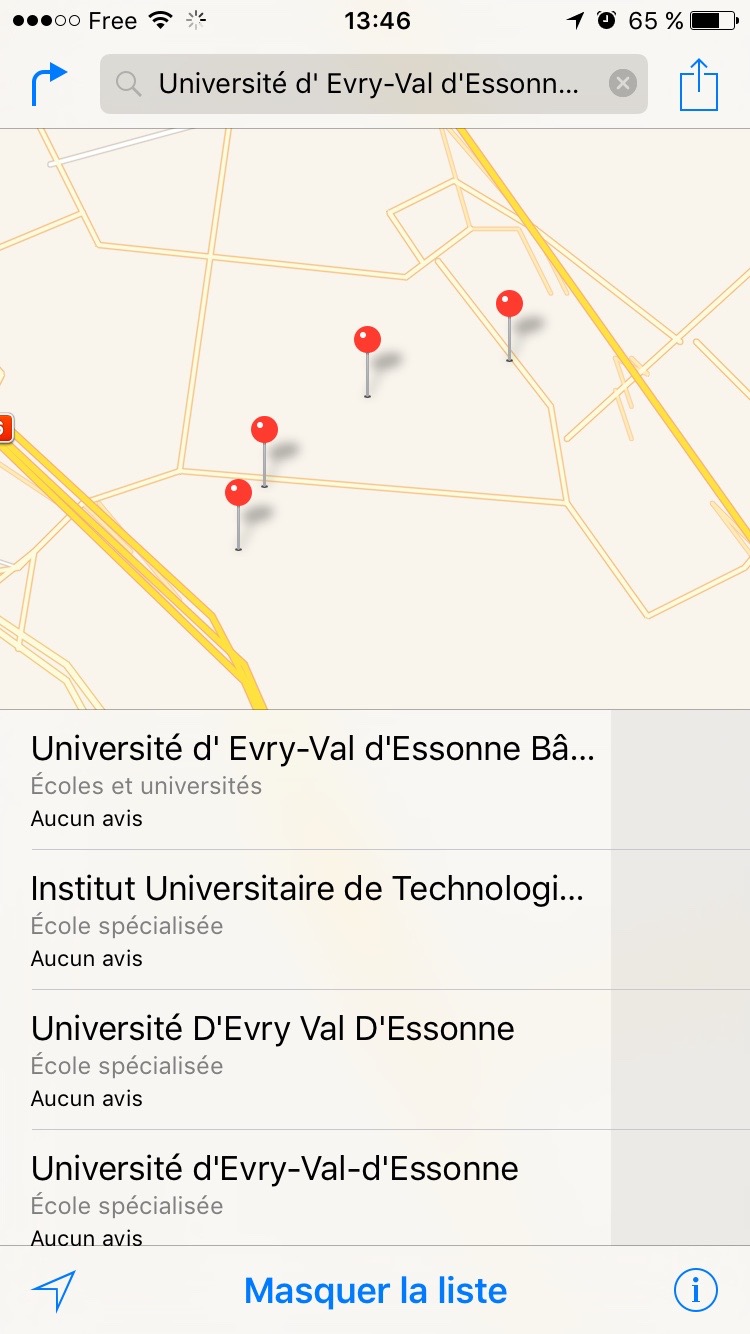 Free 13:46 65 %
Université d' Evry-Val d'Essonn...
6
Université d' Evry-Val d'Essonne Bâ...
Écoles et universités
Aucun avis
Institut Universitaire de Technologi...
École spécialisée
Aucun avis
Université D'Evry Val D'Essonne
École spécialisée
Aucun avis
Université d'Evry-Val-d'Essonne
École spécialisée
Aucun avis
Masquer la liste